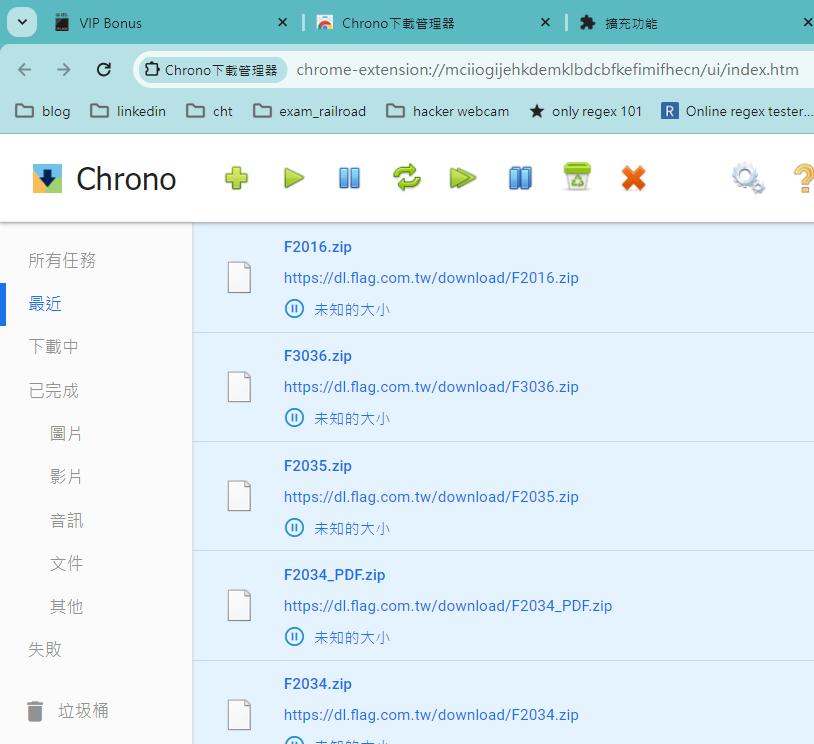 VIP Bonus
Chrono下載管理器
擴充功能
Chrono下載管理器 chrome-extension://mciiogijehkdemklbdcbfkefimifhecn/ui/index.htm
blog linkedin cht exam_railroad hacker webcam only regex 101 R Online regex tester...
Chrono
所有任務
最近
下載中
已完成
圖片
影片
音訊
文件
其他
失敗
垃圾桶
F2016.zip
https://dl.flag.com.tw/download/F2016.zip
未知的大小
F3036.zip
https://dl.flag.com.tw/download/F3036.zip
未知的大小
F2035.zip
https://dl.flag.com.tw/download/F2035.zip
未知的大小
F2034_PDF.zip
https://dl.flag.com.tw/download/F2034_PDF.zip
未知的大小
F2034.zip
https://dl.flag.com.tw/download/F2034.zip